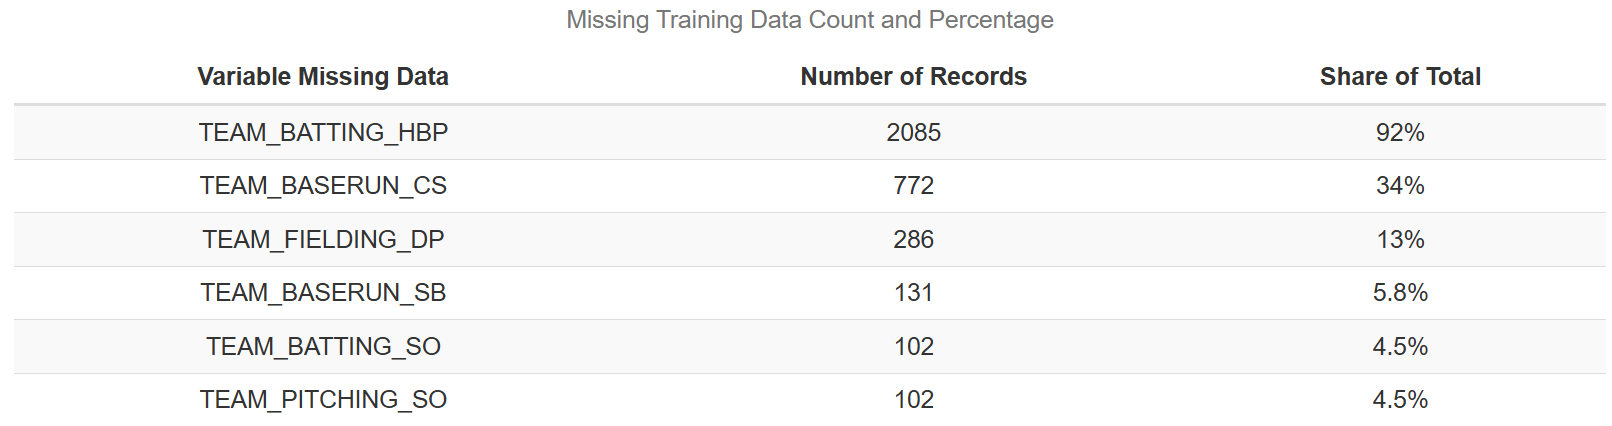 Missing Training Data Count and Percentage
Variable Missing Data Number of Records Share of Total
TEAM_BATTING_HBP 2085 92%
TEAM_BASERUN_CS 772 34%
TEAM_FIELDING_DP 286 13%
TEAM_BASERUN_SB 131 5.8%
TEAM_BATTING_SO 102 4.5%
TEAM_PITCHING_SO 102 4.5%